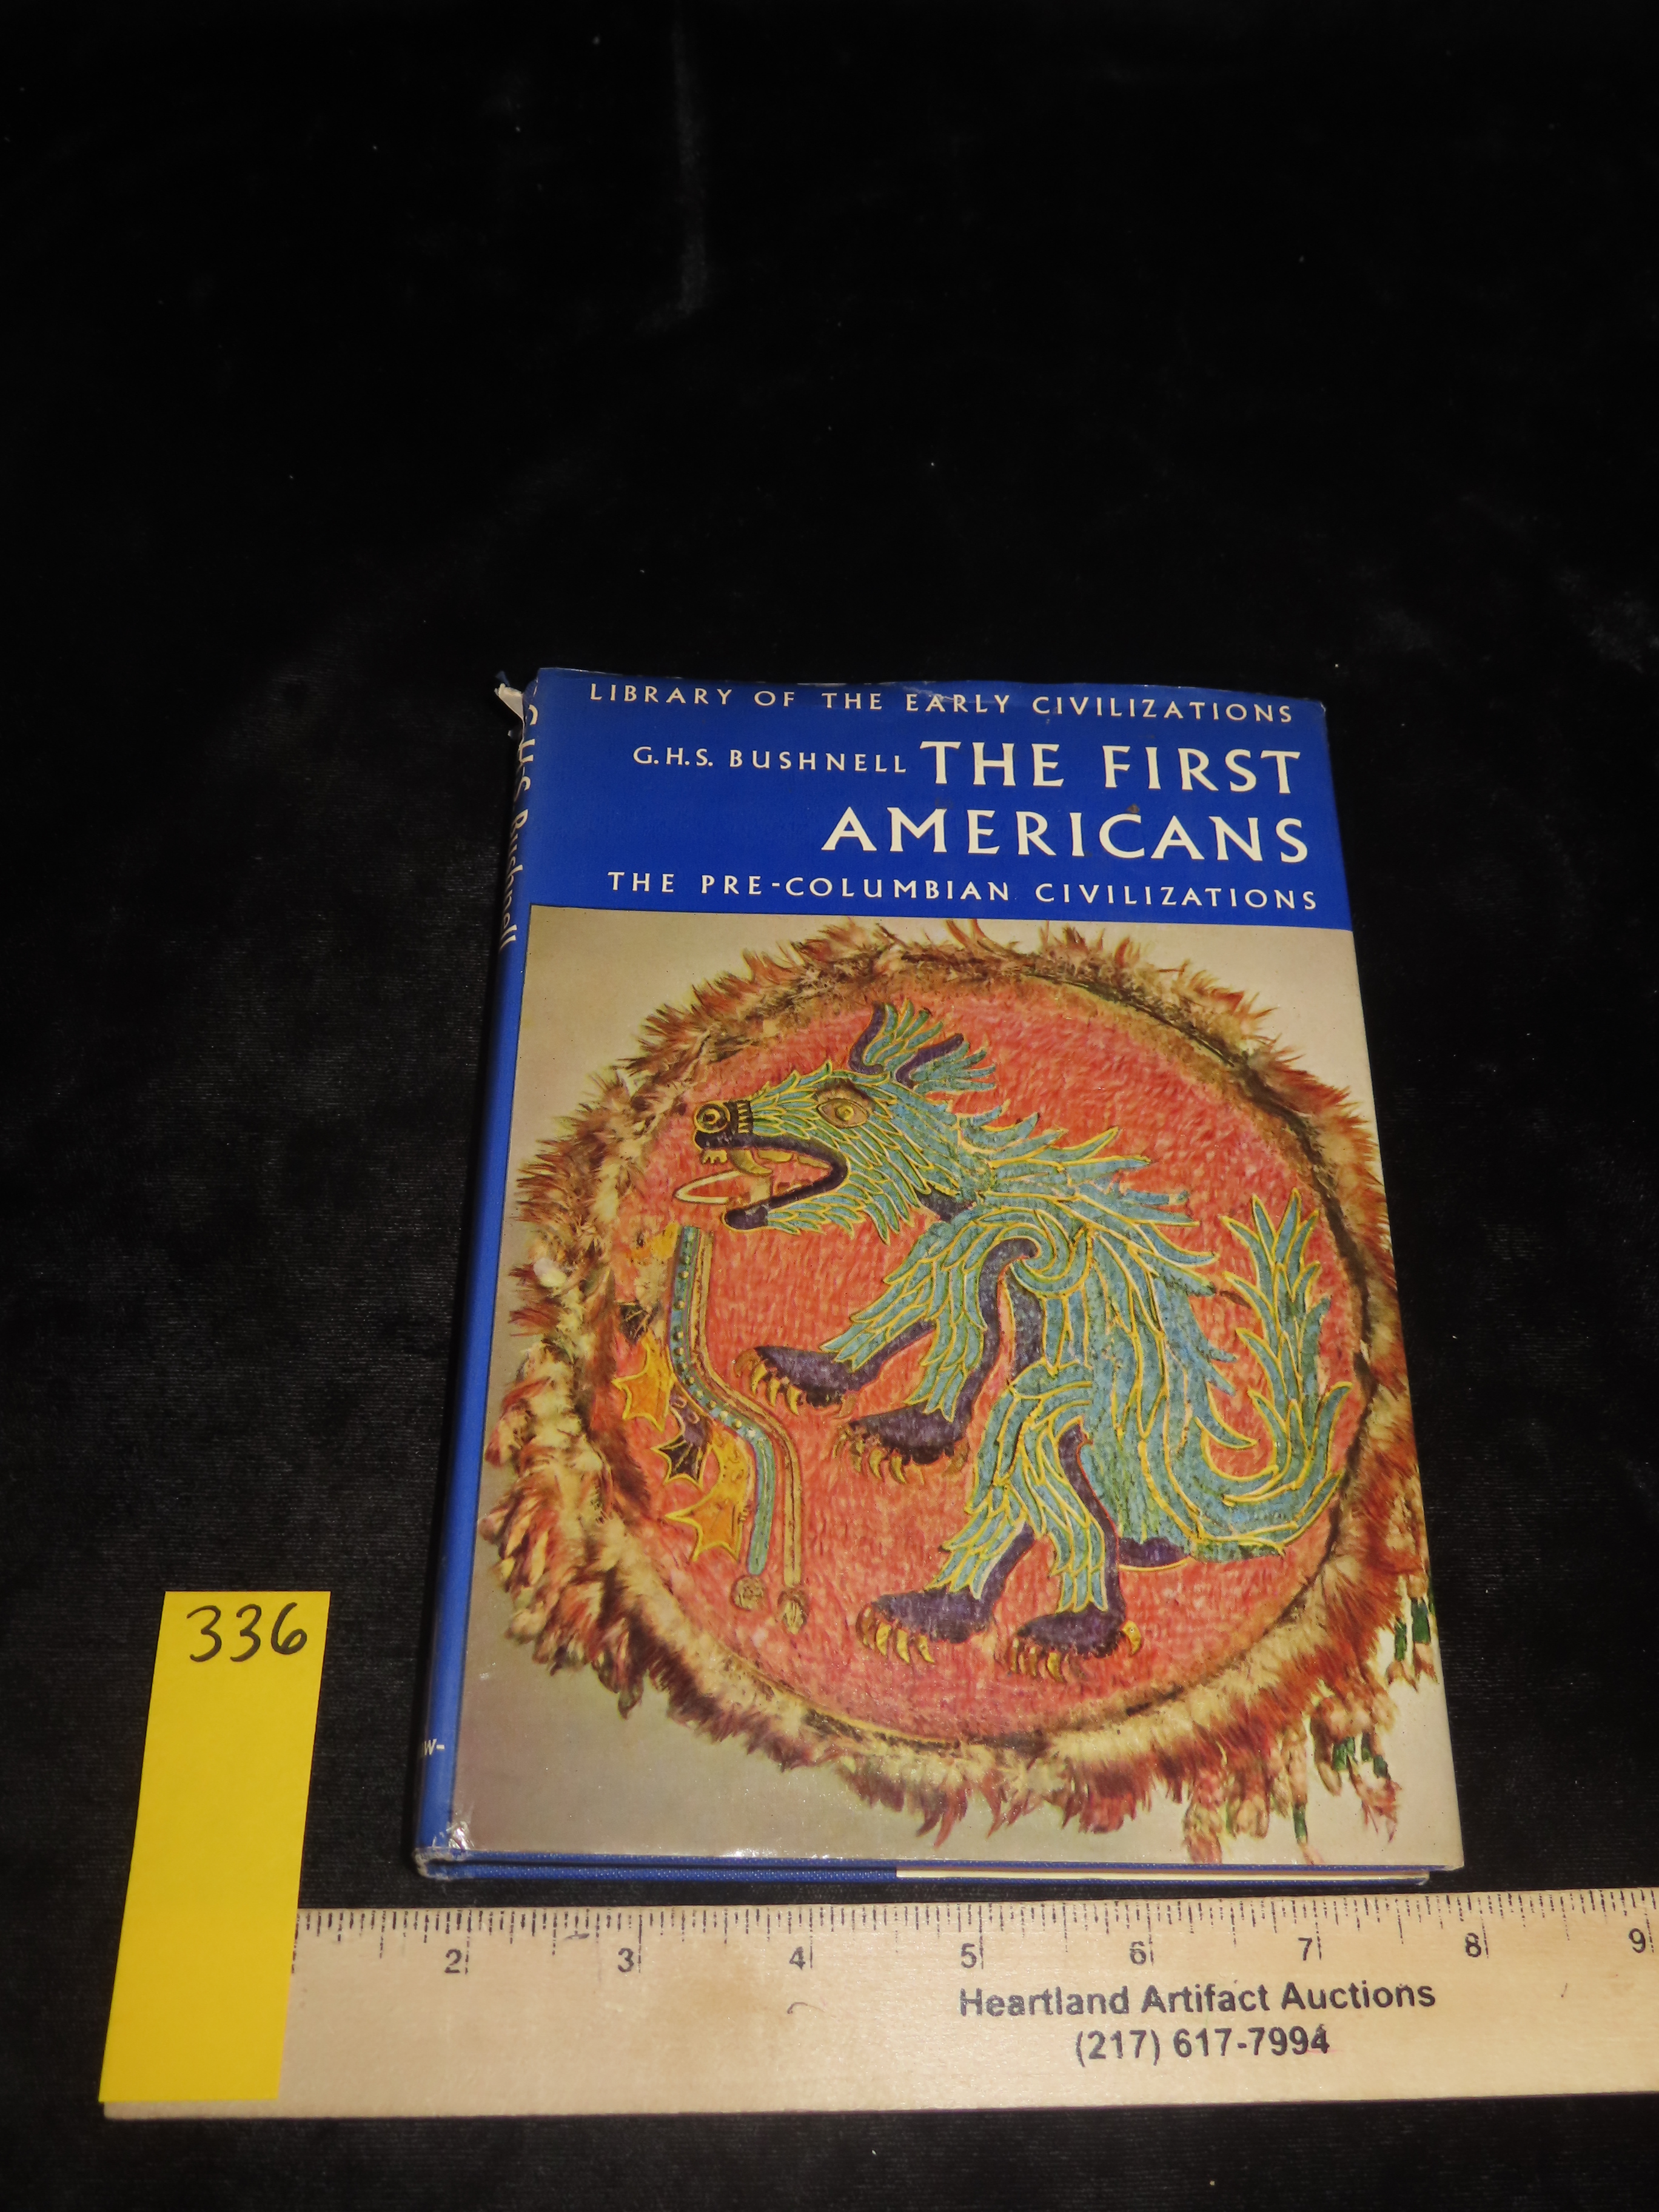 LIBRARY OF THE EARLY CIVILIZATIONS
G.H.S. BUSHNELL THE FIRST
AMERICANS
THE PRE-COLUMBIAN CIVILIZATIONS
G.H.S Bushnell
w-
336
2 3 4 5 6 7 8 9
Heartland Artifact Auctions
(217) 617-7994